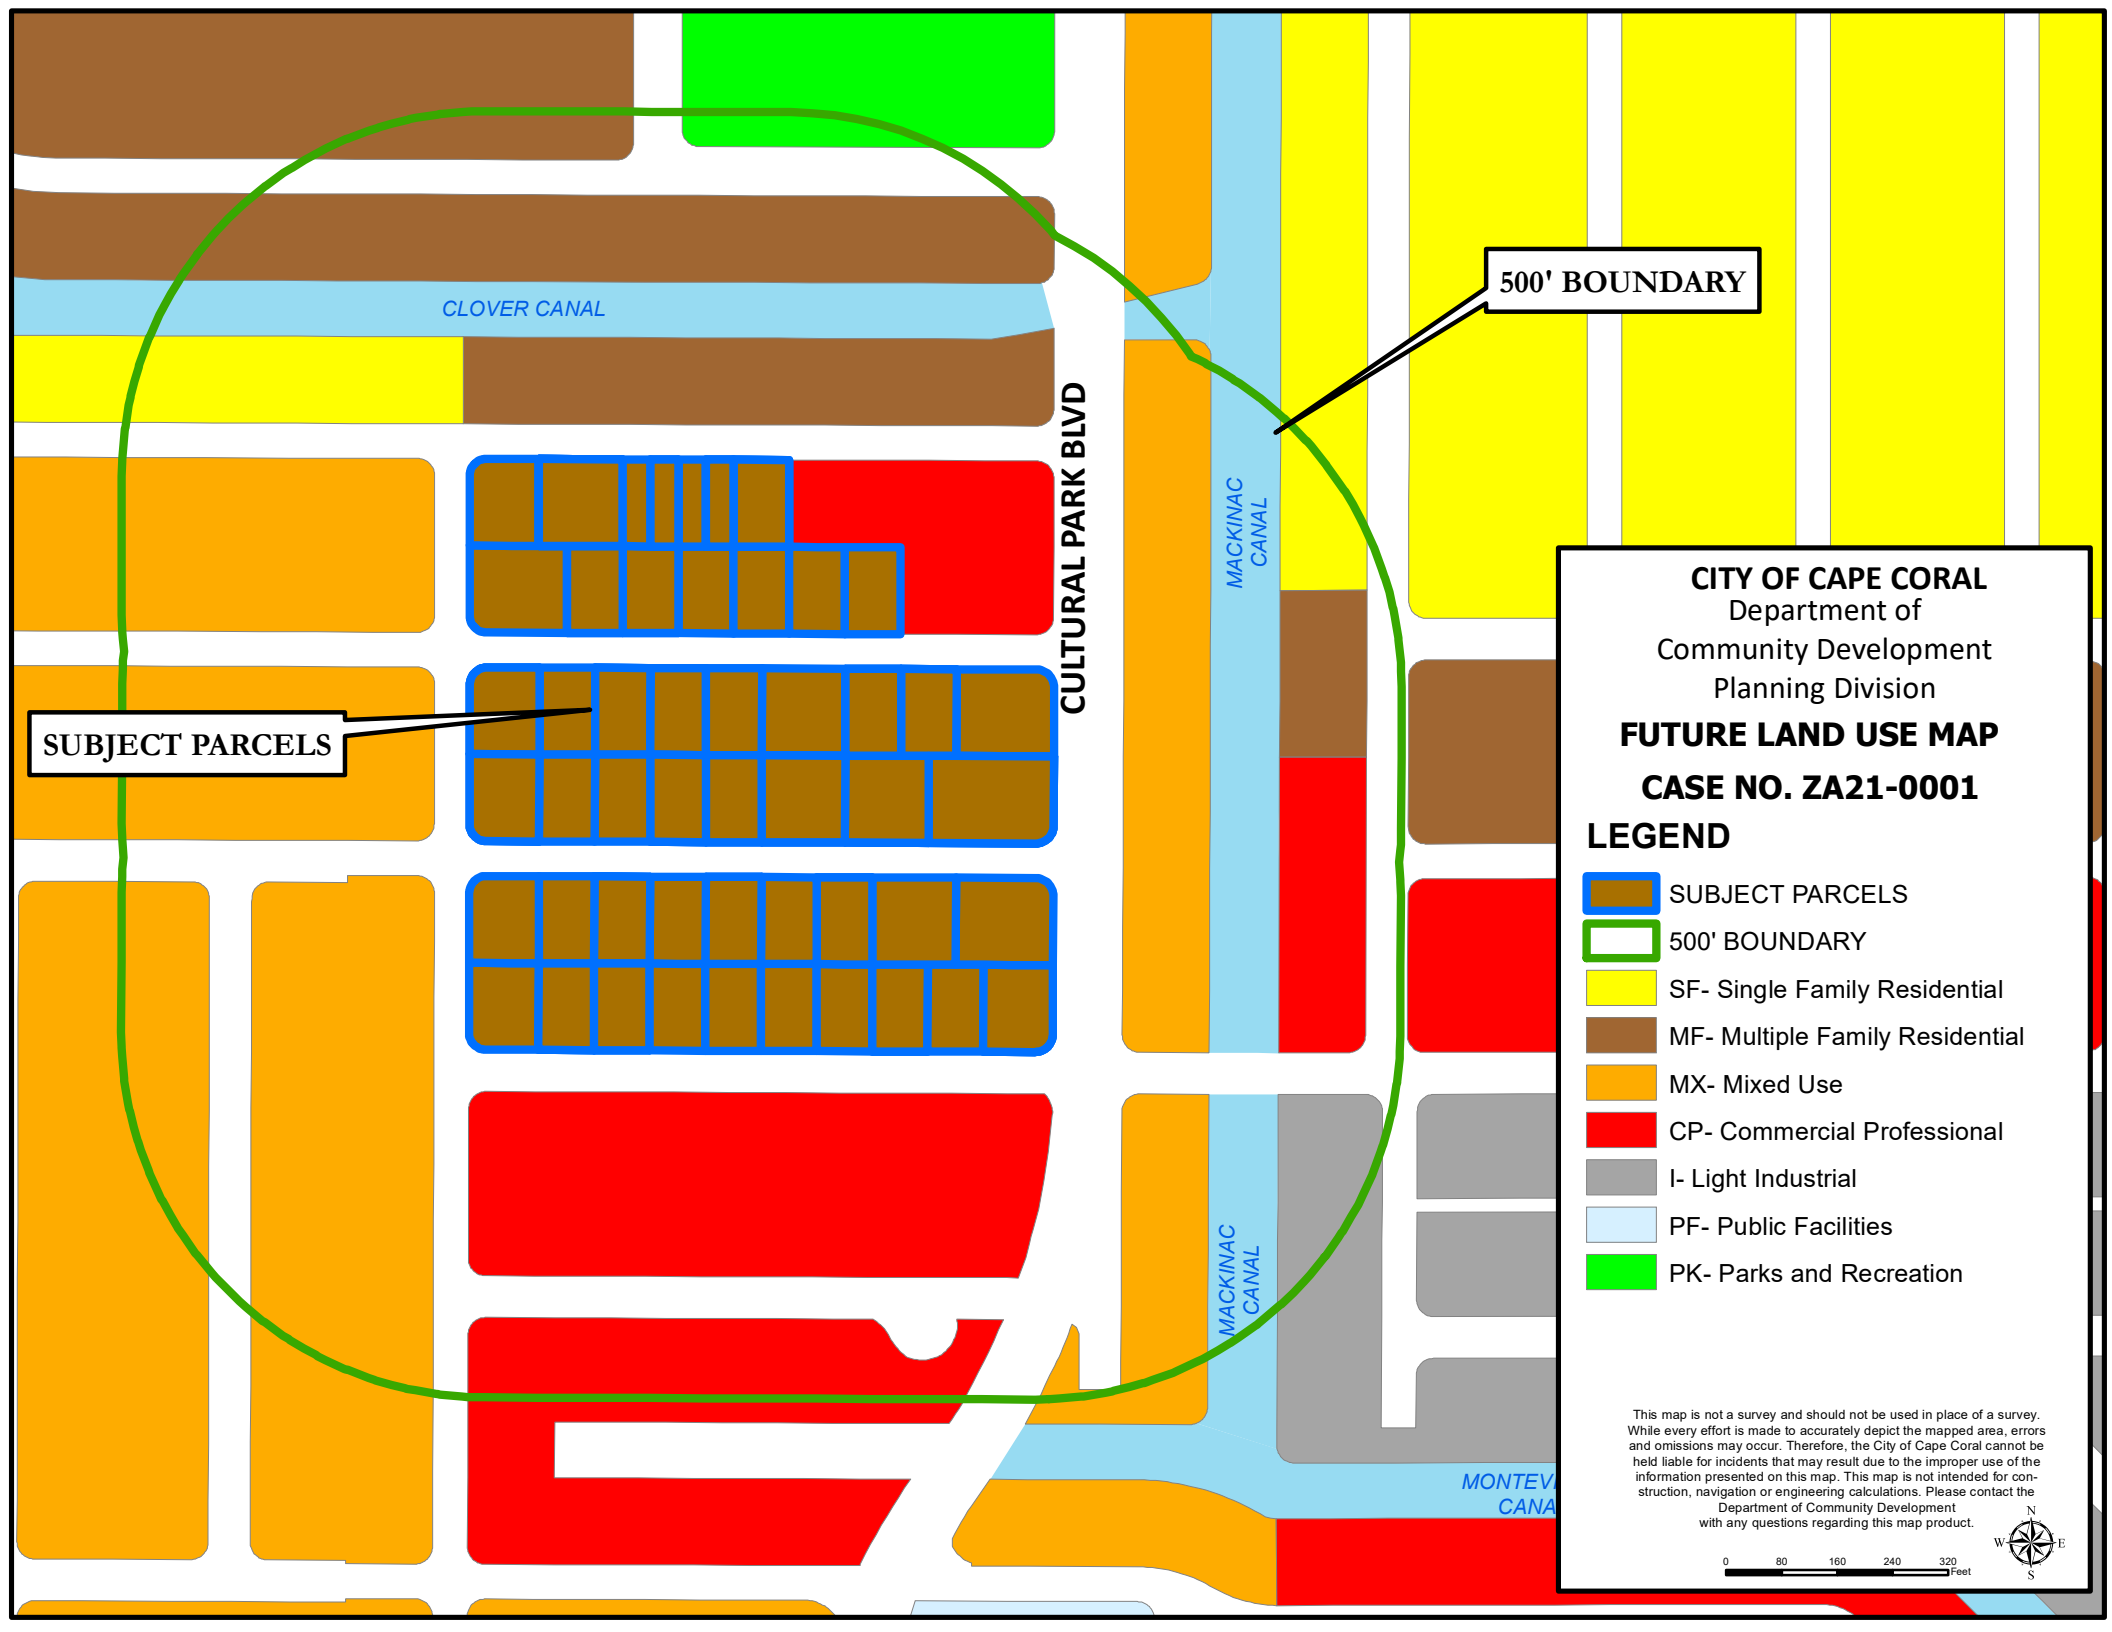 CLOVER CANAL
500' BOUNDARY
CULTURAL PARK BLVD
MACKINAC
CANAL
SUBJECT PARCELS
MACKINAC
CANAL
MONTEV
CANA
CITY OF CAPE CORAL
Department of
Community Development
Planning Division
FUTURE LAND USE MAP
CASE NO. ZA21-0001
LEGEND
SUBJECT PARCELS
500' BOUNDARY
SF- Single Family Residential
MF- Multiple Family Residential
MX- Mixed Use
CP- Commercial Professional
I- Light Industrial
PF- Public Facilities
PK- Parks and Recreation
This map is not a survey and should not be used in place of a survey.
While every effort is made to accurately depict the mapped area, errors
and omissions may occur. Therefore, the City of Cape Coral cannot be
held liable for incidents that may result due to the improper use of the
information presented on this map. This map is not intended for con-
struction, navigation or engineering calculations. Please contact the
Department of Community Development
with any questions regarding this map product.
N
W E
S
0 80 160 240 320
Feet